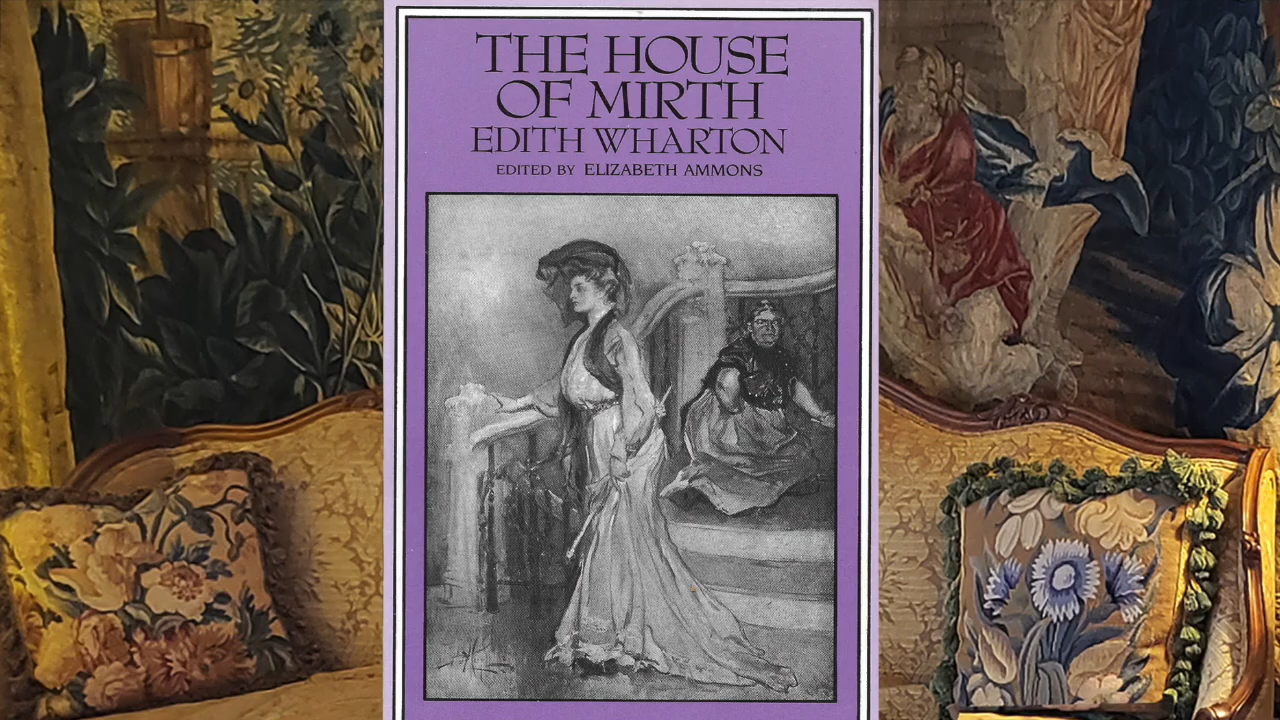 THE HOUSE
OF MIRTH
EDITH WHARTON
EDITED BY ELIZABETH AMMONS